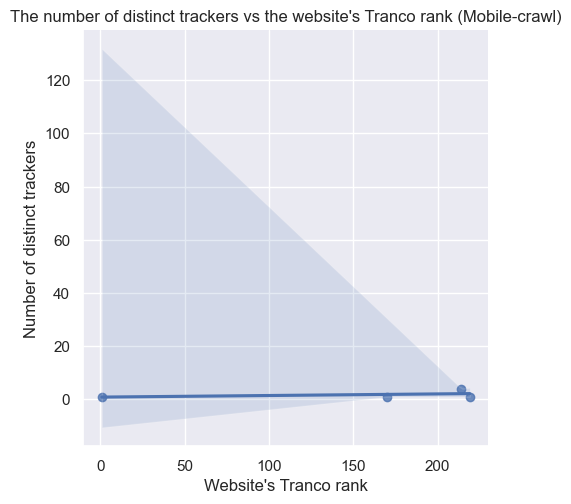 The number of distinct trackers vs the website's Tranco rank (Mobile-crawl)
Number of distinct trackers
120
100
80
60
40
20
0
0 50 100 150 200
Website's Tranco rank